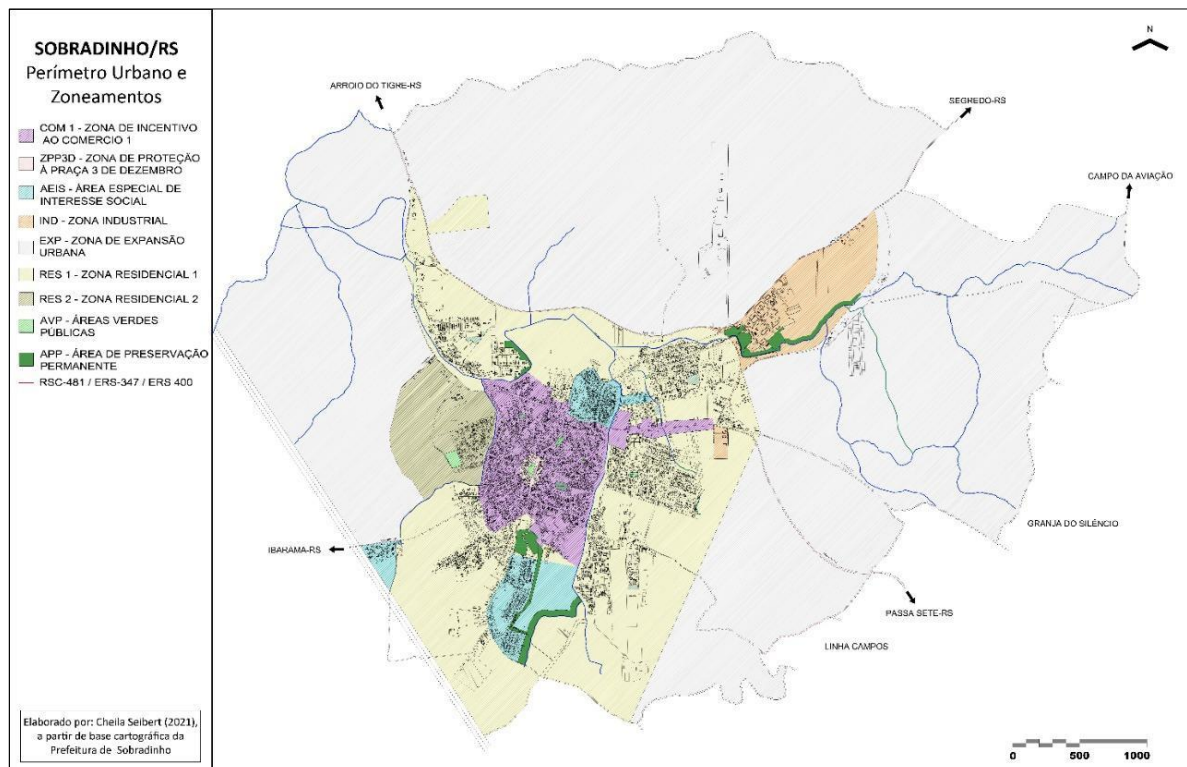 SOBRADINHO/RS
Perímetro Urbano e
Zoneamentos
COM 1 - ZONA DE INCENTIVO
AO COMERCIO 1
ZPP3D - ZONA DE PROTEÇÃO
À PRAÇA 3 DE DEZEMBRO
AEIS - ÁREA ESPECIAL DE
INTERESSE SOCIAL
IND - ZONA INDUSTRIAL
EXP - ZONA DE EXPANSÃO
URBANA
RES 1 - ZONA RESIDENCIAL 1
RES 2 - ZONA RESIDENCIAL 2
AVP - ÁREAS VERDES
PÚBLICAS
APP - ÁREA DE PRESERVAÇÃO
PERMANENTE
RSC-481 / ERS-347 / ERS 400
Elaborado por: Cheila Seibert (2021),
a partir de base cartográfica da
Prefeitura de Sobradinho
N
ARROIO DO TIGRE-RS
SEGREDO-RS
CAMPO DA AVIAÇÃO
GRANJA DO SILÊNCIO
IBARAMA-RS
PASSA SETE-RS
LINHA CAMPOS
0 500 1000